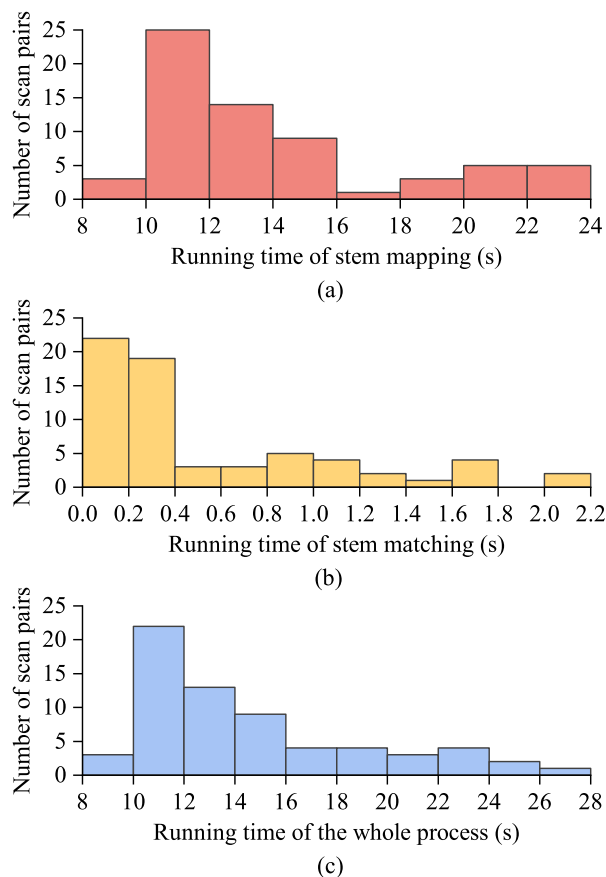 Number of scan pairs
25
20
15
10
5
0
8 10 12 14 16 18 20 22 24
Running time of stem mapping (s)
(a)
Number of scan pairs
25
20
15
10
5
0
0.0 0.2 0.4 0.6 0.8 1.0 1.2 1.4 1.6 1.8 2.0 2.2
Running time of stem matching (s)
(b)
Number of scan pairs
25
20
15
10
5
0
8 10 12 14 16 18 20 22 24 26 28
Running time of the whole process (s)
(c)